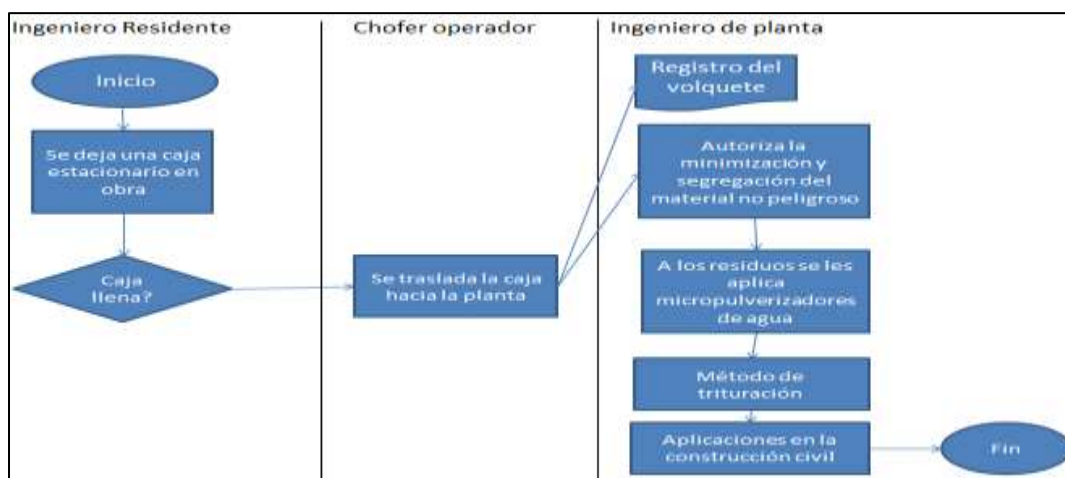 Ingeniero Residente
Chofer operador
Ingeniero de planta
Inicio
Se deja una caja
estacionario en
obra
Caja
llena?
Se traslada la caja
hacia la planta
Registro del
volquete
Autoriza la
minimización y
segregación del
material no peligroso
A los residuos se les
aplica
micropulverizadores
de agua
Método de
trituración
Aplicaciones en la
construcción civil
Fin